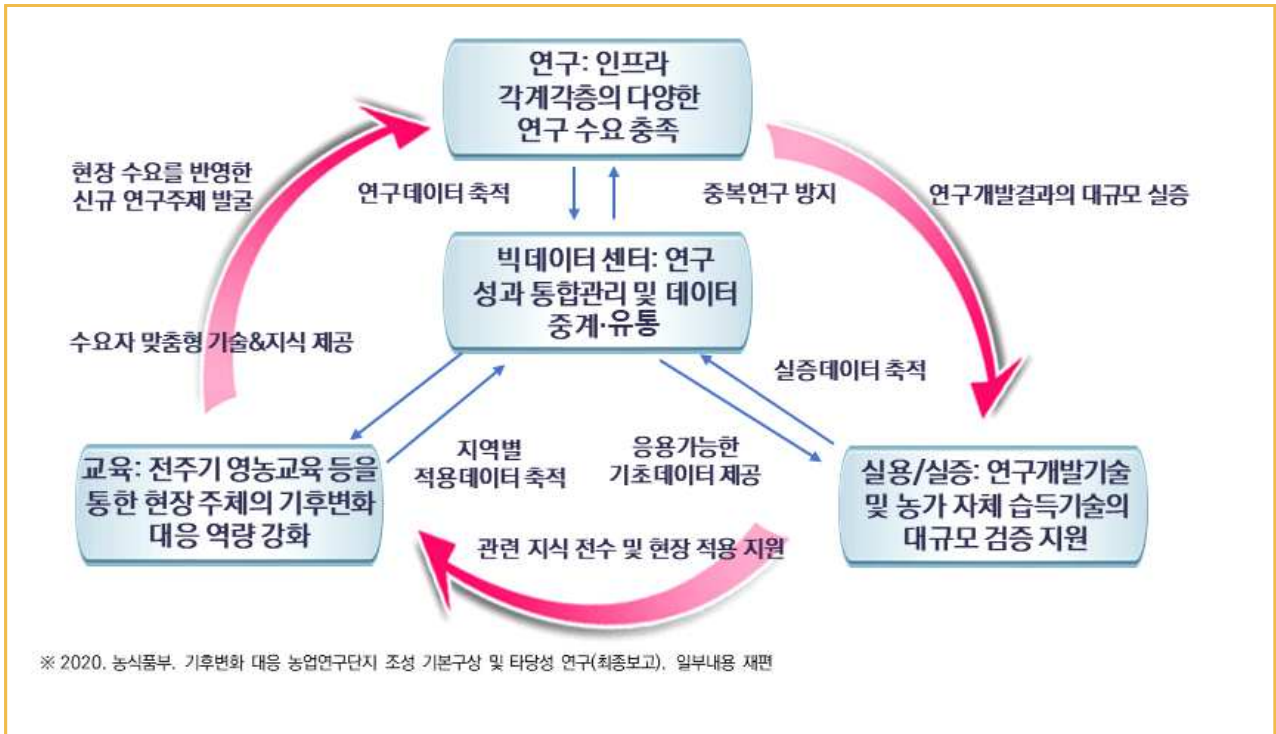 연구: 인프라
각계각층의 다양한
연구 수요 충족
현장 수요를 반영한
신규 연구주제 발굴
연구데이터 축적
중복연구 방지
연구개발결과의 대규모 실증
빅데이터 센터: 연구
성과 통합관리 및 데이터
중계·유통
수요자 맞춤형 기술&지식 제공
실증데이터 축적
지역별
적용데이터 축적
응용가능한
기초데이터 제공
교육: 전주기 영농교육 등을
통한 현장 주체의 기후변화
대응 역량 강화
실용/실증: 연구개발기술
및 농가 자체 습득기술의
대규모 검증 지원
관련 지식 전수 및 현장 적용 지원
※ 2020. 농식품부. 기후변화 대응 농업연구단지 조성 기본구상 및 타당성 연구(최종보고). 일부내용 재편